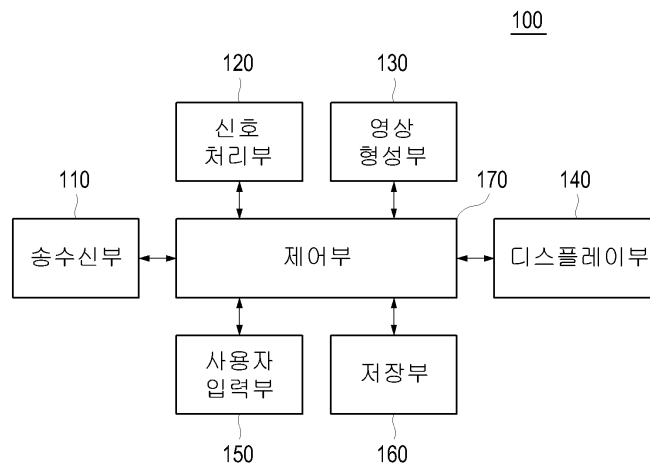 100
120
130
신호
처리부
영상
형성부
110
170
140
송수신부
제어부
디스플레이부
사용자
입력부
저장부
150
160